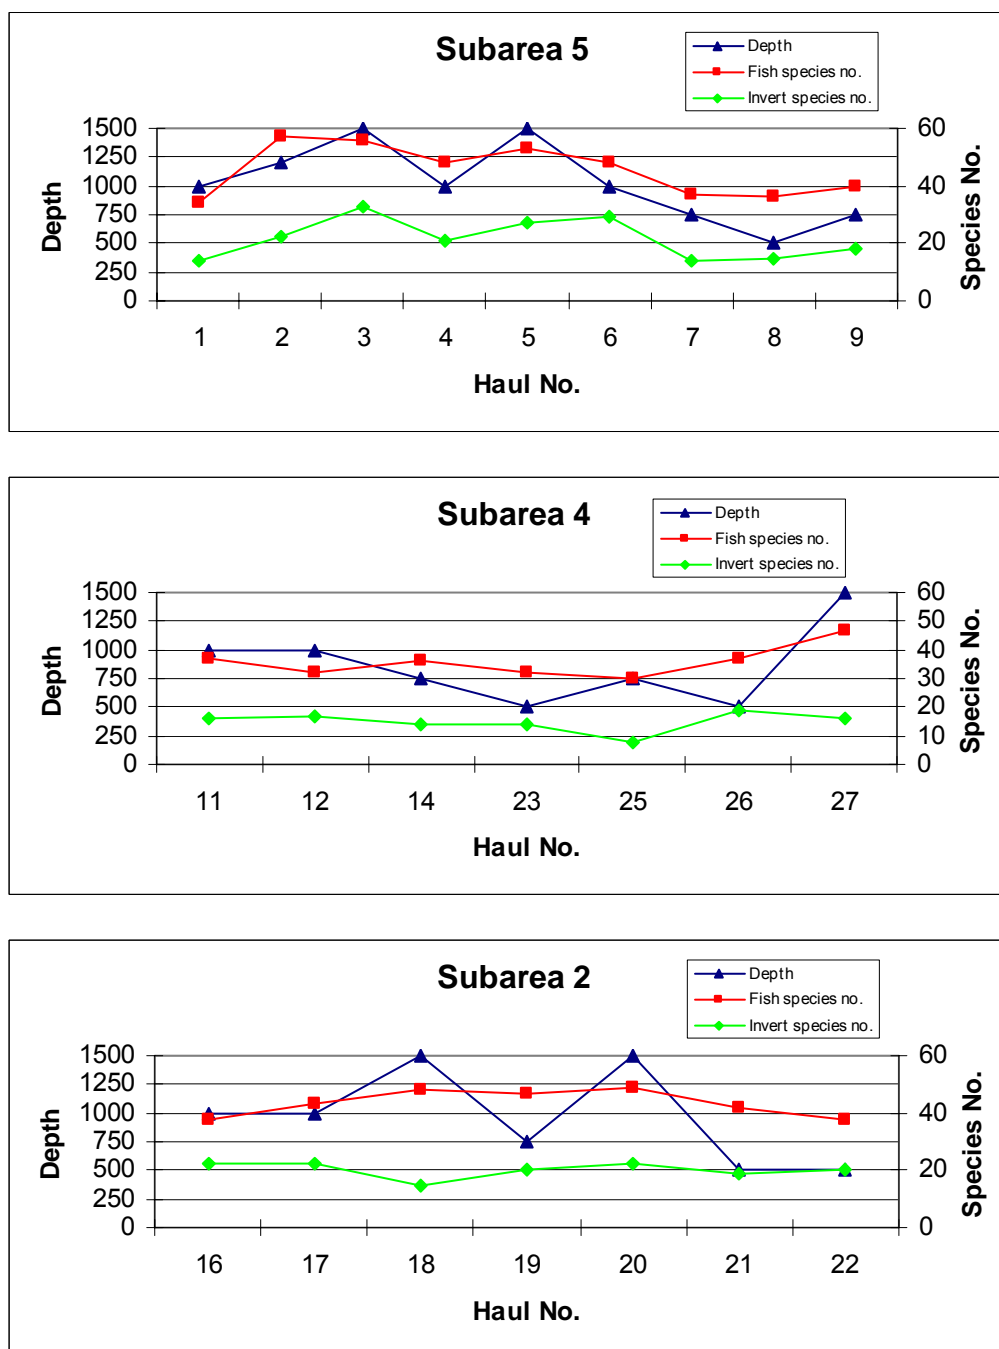 Subarea 5
Depth
Fish species no.
Invert species no.
1500
1250
1000
750
500
250
0
60
40
20
0
Depth
Species No.
1 2 3 4 5 6 7 8 9
Haul No.
Subarea 4
Depth
Fish species no.
Invert species no.
1500
1250
1000
750
500
250
0
60
50
40
30
20
10
0
Depth
Species No.
11 12 14 23 25 26 27
Haul No.
Subarea 2
Depth
Fish species no.
Invert species no.
1500
1250
1000
750
500
250
0
60
40
20
0
Depth
Species No.
16 17 18 19 20 21 22
Haul No.